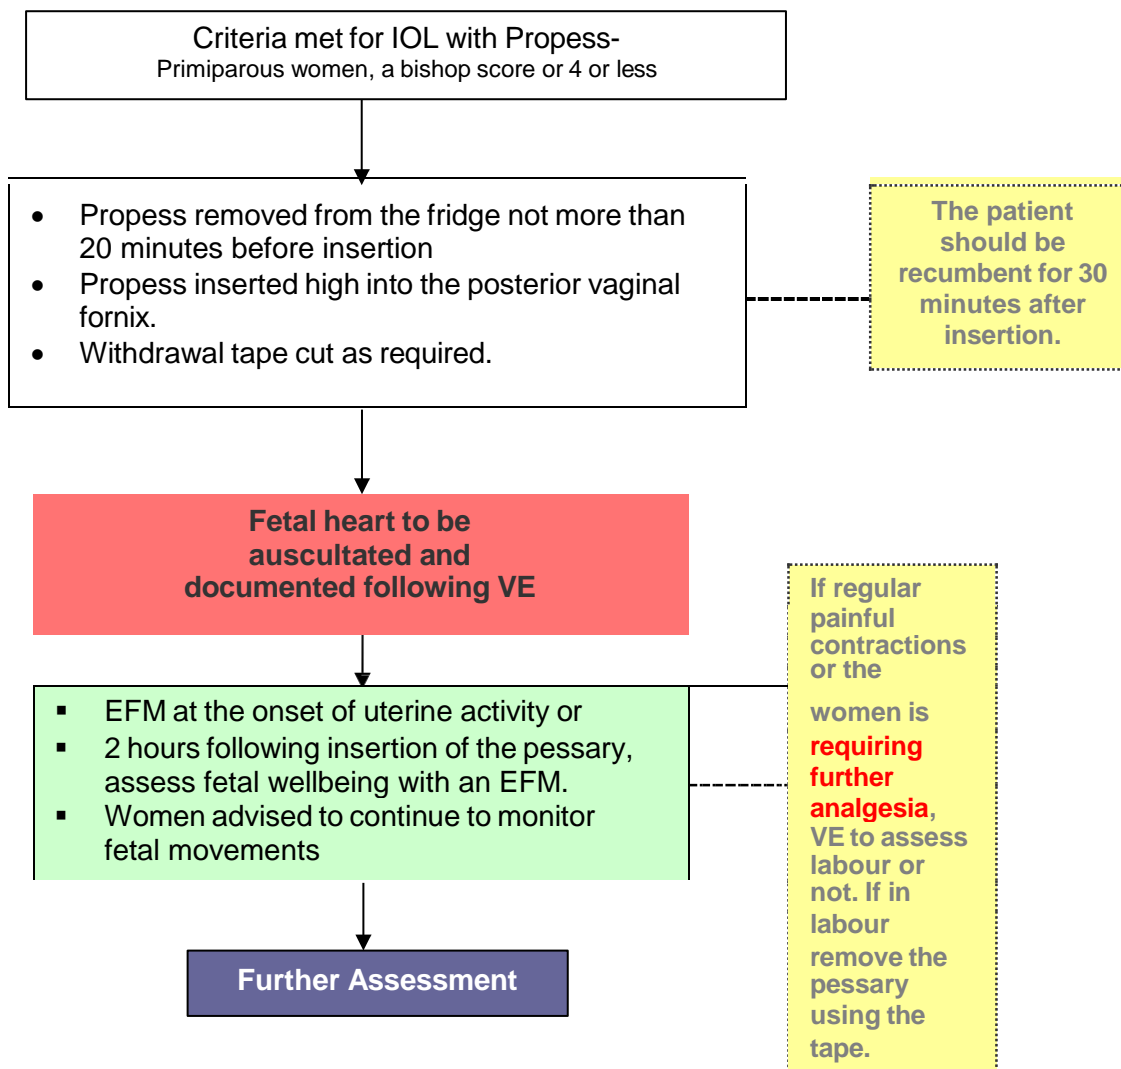 Criteria met for IOL with Propess-
Primiparous women, a bishop score or 4 or less
• Propess removed from the fridge not more than
20 minutes before insertion
• Propess inserted high into the posterior vaginal
fornix.
• Withdrawal tape cut as required.
The patient
should be
recumbent for 30
minutes after
insertion.
Fetal heart to be
auscultated and
documented following VE
▪ EFM at the onset of uterine activity or
▪ 2 hours following insertion of the pessary,
assess fetal wellbeing with an EFM.
▪ Women advised to continue to monitor
fetal movements
If regular
painful
contractions
or the
women is
requiring
further
analgesia,
VE to assess
labour or
not. If in
labour
remove the
pessary
using the
tape.
Further Assessment